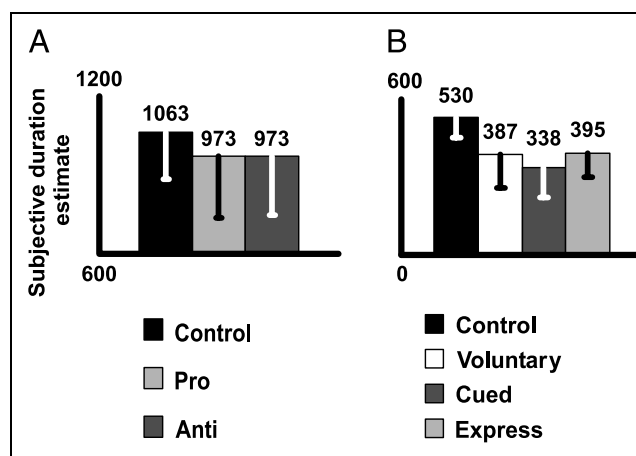 A
Subjective duration
estimate
1200
1063
973
973
600
Control
Pro
Anti
B
600
530
387
338
395
0
Control
Voluntary
Cued
Express